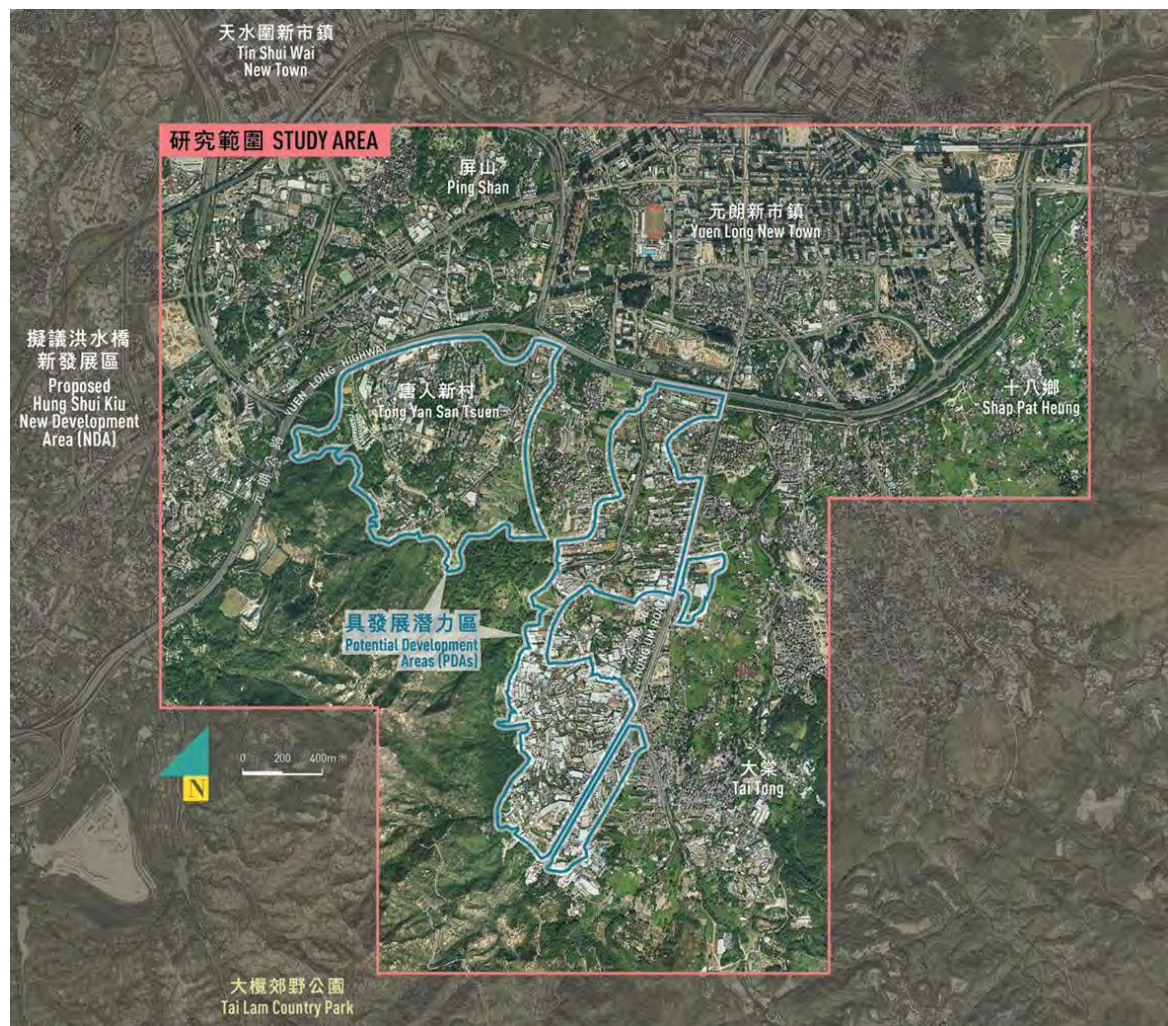 天水圍新市鎮
Tin Shui Wai
New Town
研究範圍 STUDY AREA
屏山
Ping Shan
元朗新市鎮
Yuen Long New Town
擬議洪水橋
新發展區
Proposed
Hung Shui Kiu
New Development
Area (NDA)
YUEN LONG HIGHWAY
元朗公路
唐人新村
Tong Yan San Tsuen
十八鄉
Shap Pat Heung
具發展潛力區
Potential Development
Areas (PDAs)
KUNG UM ROAD
大棠
Tai Tong
N
0 200 400m 米
大欖郊野公園
Tai Lam Country Park